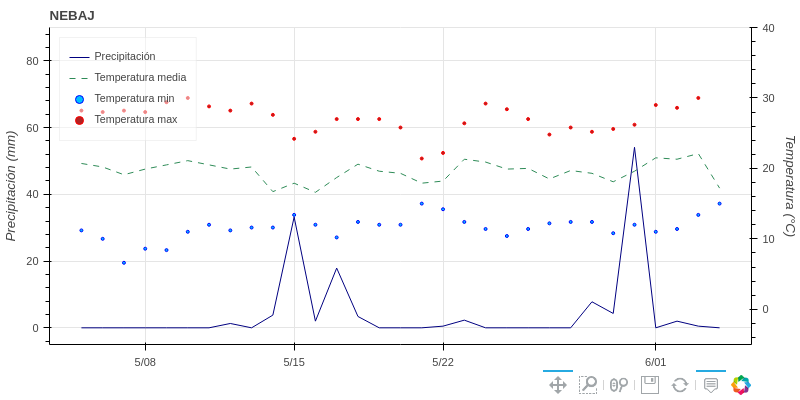 NEBAJ
Precipitación
Temperatura media
Temperatura min
Temperatura max
Precipitación (mm)
80
60
40
20
0
Temperatura (°C)
40
30
20
10
0
5/08
5/15
5/22
6/01